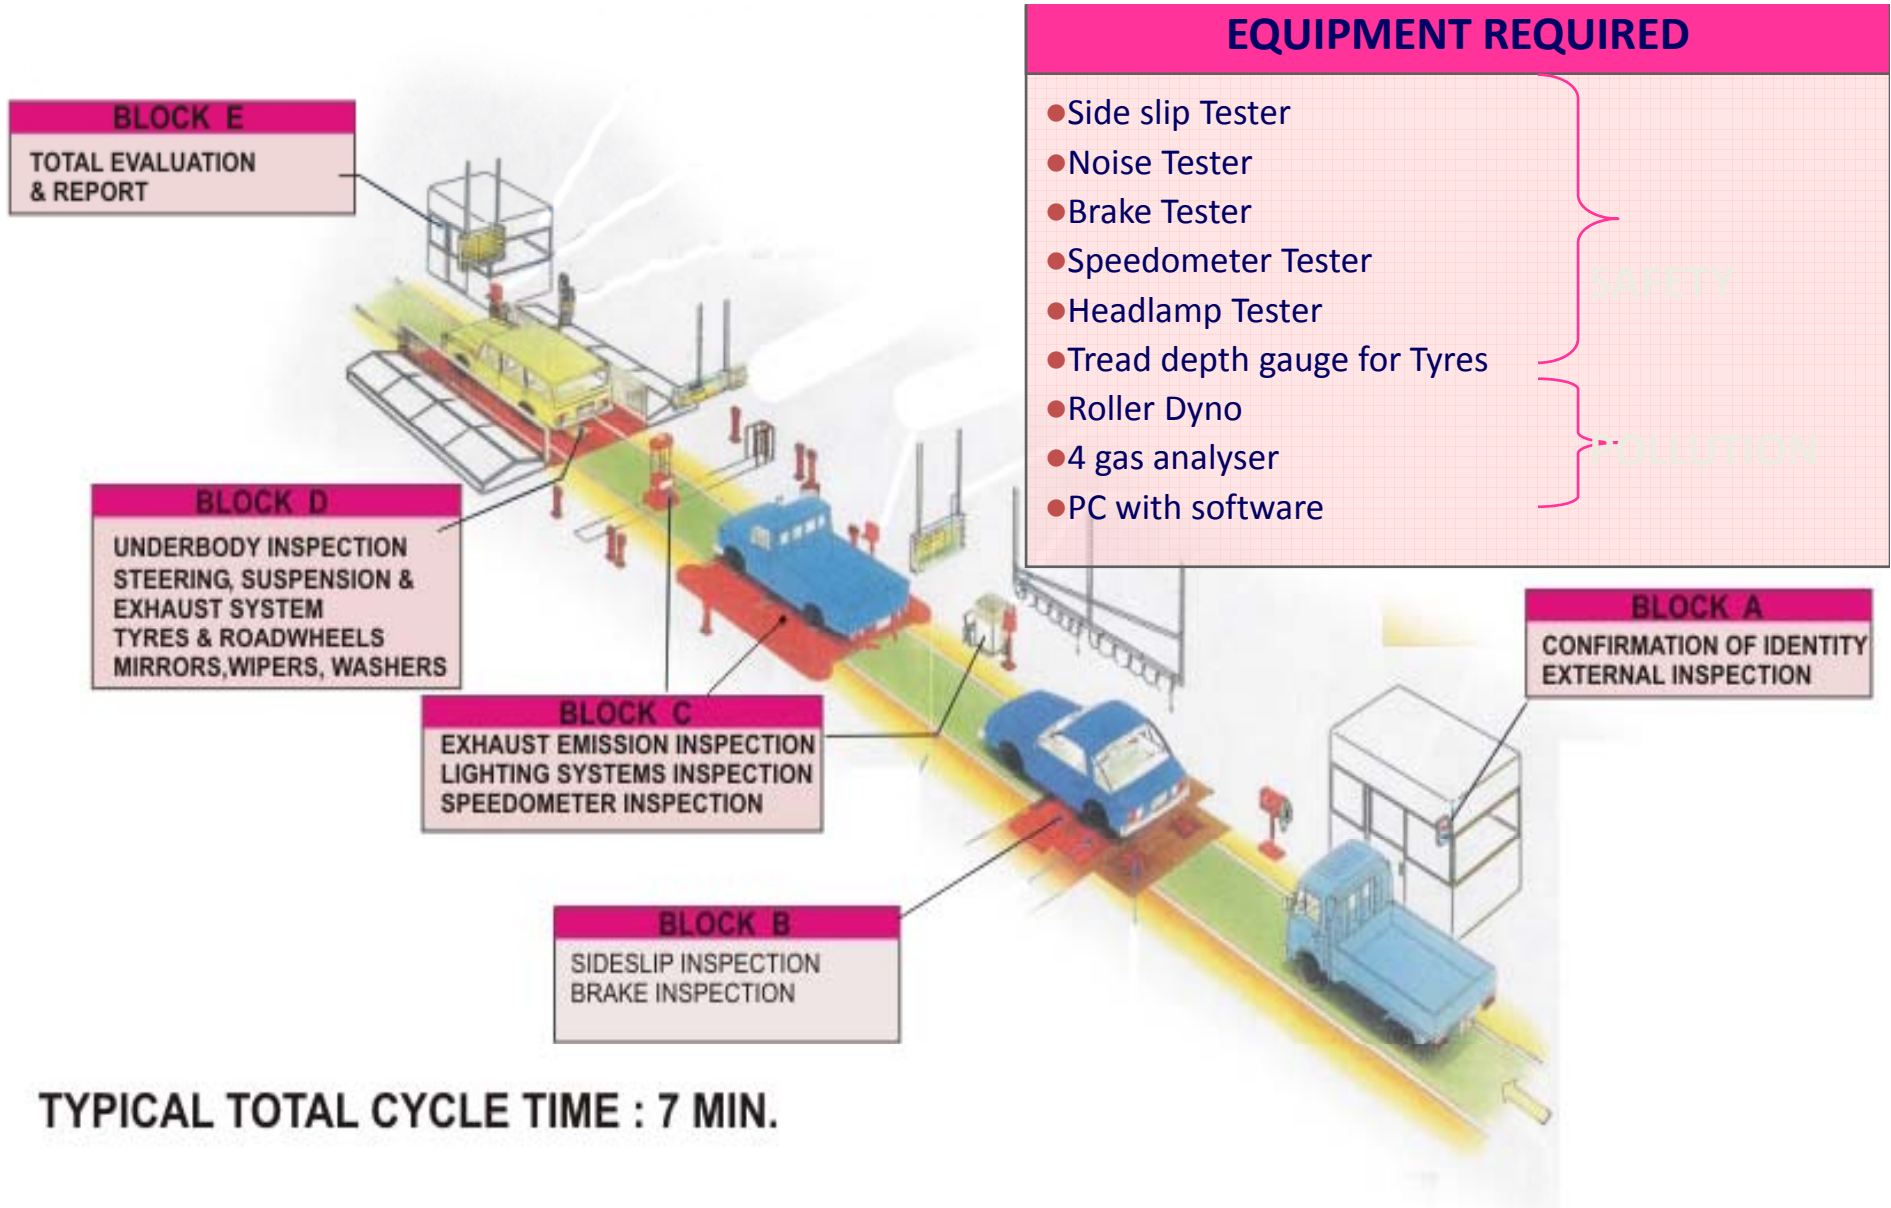 EQUIPMENT REQUIRED
●Side slip Tester
●Noise Tester
●Brake Tester
●Speedometer Tester
●Headlamp Tester
●Tread depth gauge for Tyres
●Roller Dyno
●4 gas analyser
●PC with software
SAFETY
POLLUTION
BLOCK E
TOTAL EVALUATION
& REPORT
BLOCK D
UNDERBODY INSPECTION
STEERING, SUSPENSION &
EXHAUST SYSTEM
TYRES & ROADWHEELS
MIRRORS,WIPERS, WASHERS
BLOCK C
EXHAUST EMISSION INSPECTION
LIGHTING SYSTEMS INSPECTION
SPEEDOMETER INSPECTION
BLOCK A
CONFIRMATION OF IDENTITY
EXTERNAL INSPECTION
BLOCK B
SIDESLIP INSPECTION
BRAKE INSPECTION
TYPICAL TOTAL CYCLE TIME : 7 MIN.